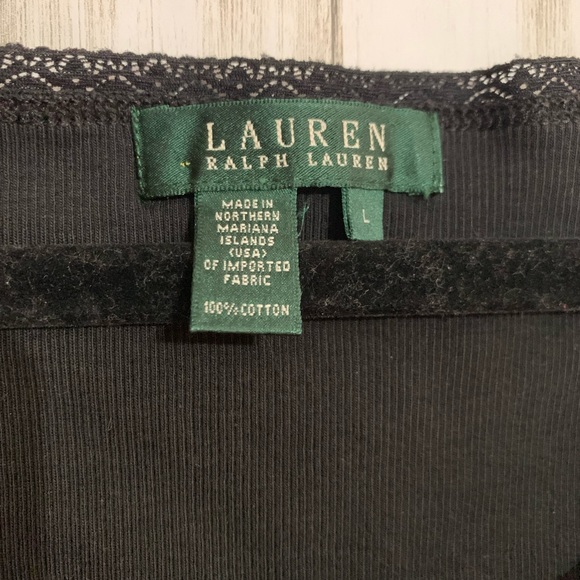 LAUREN
RALPH LAUREN
MADE IN
NORTHERN
MARIANA
ISLANDS
(USA)
OF IMPORTED
FABRIC
100% COTTON
L